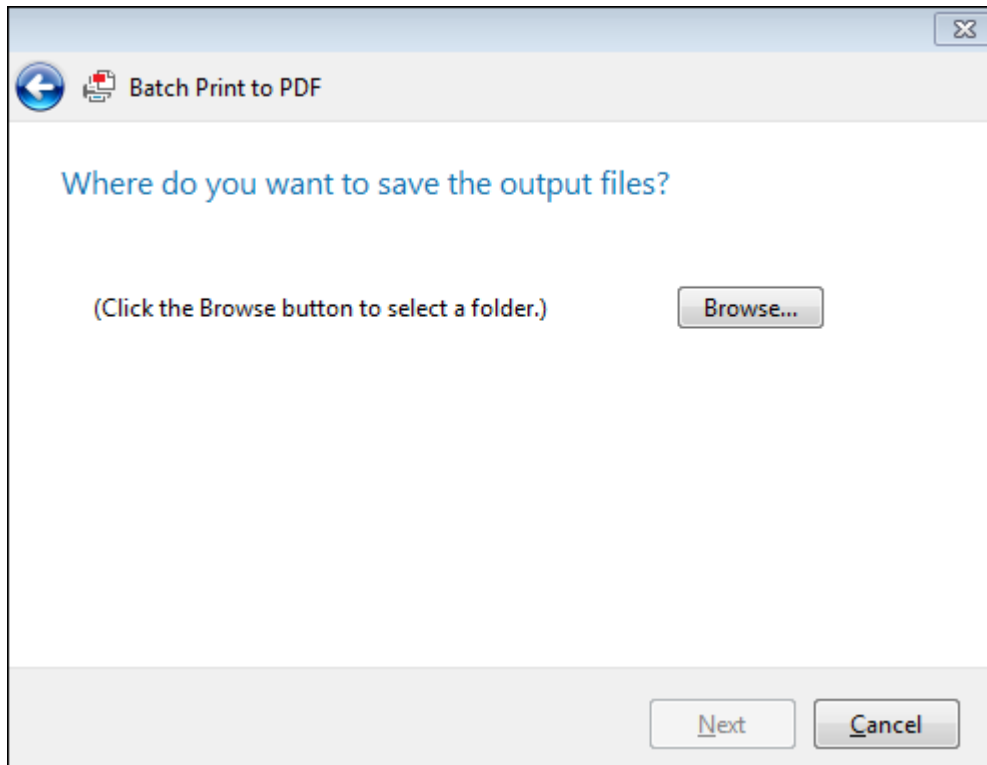 Batch Print to PDF
Where do you want to save the output files?
(Click the Browse button to select a folder.)
Browse...
Next
Cancel